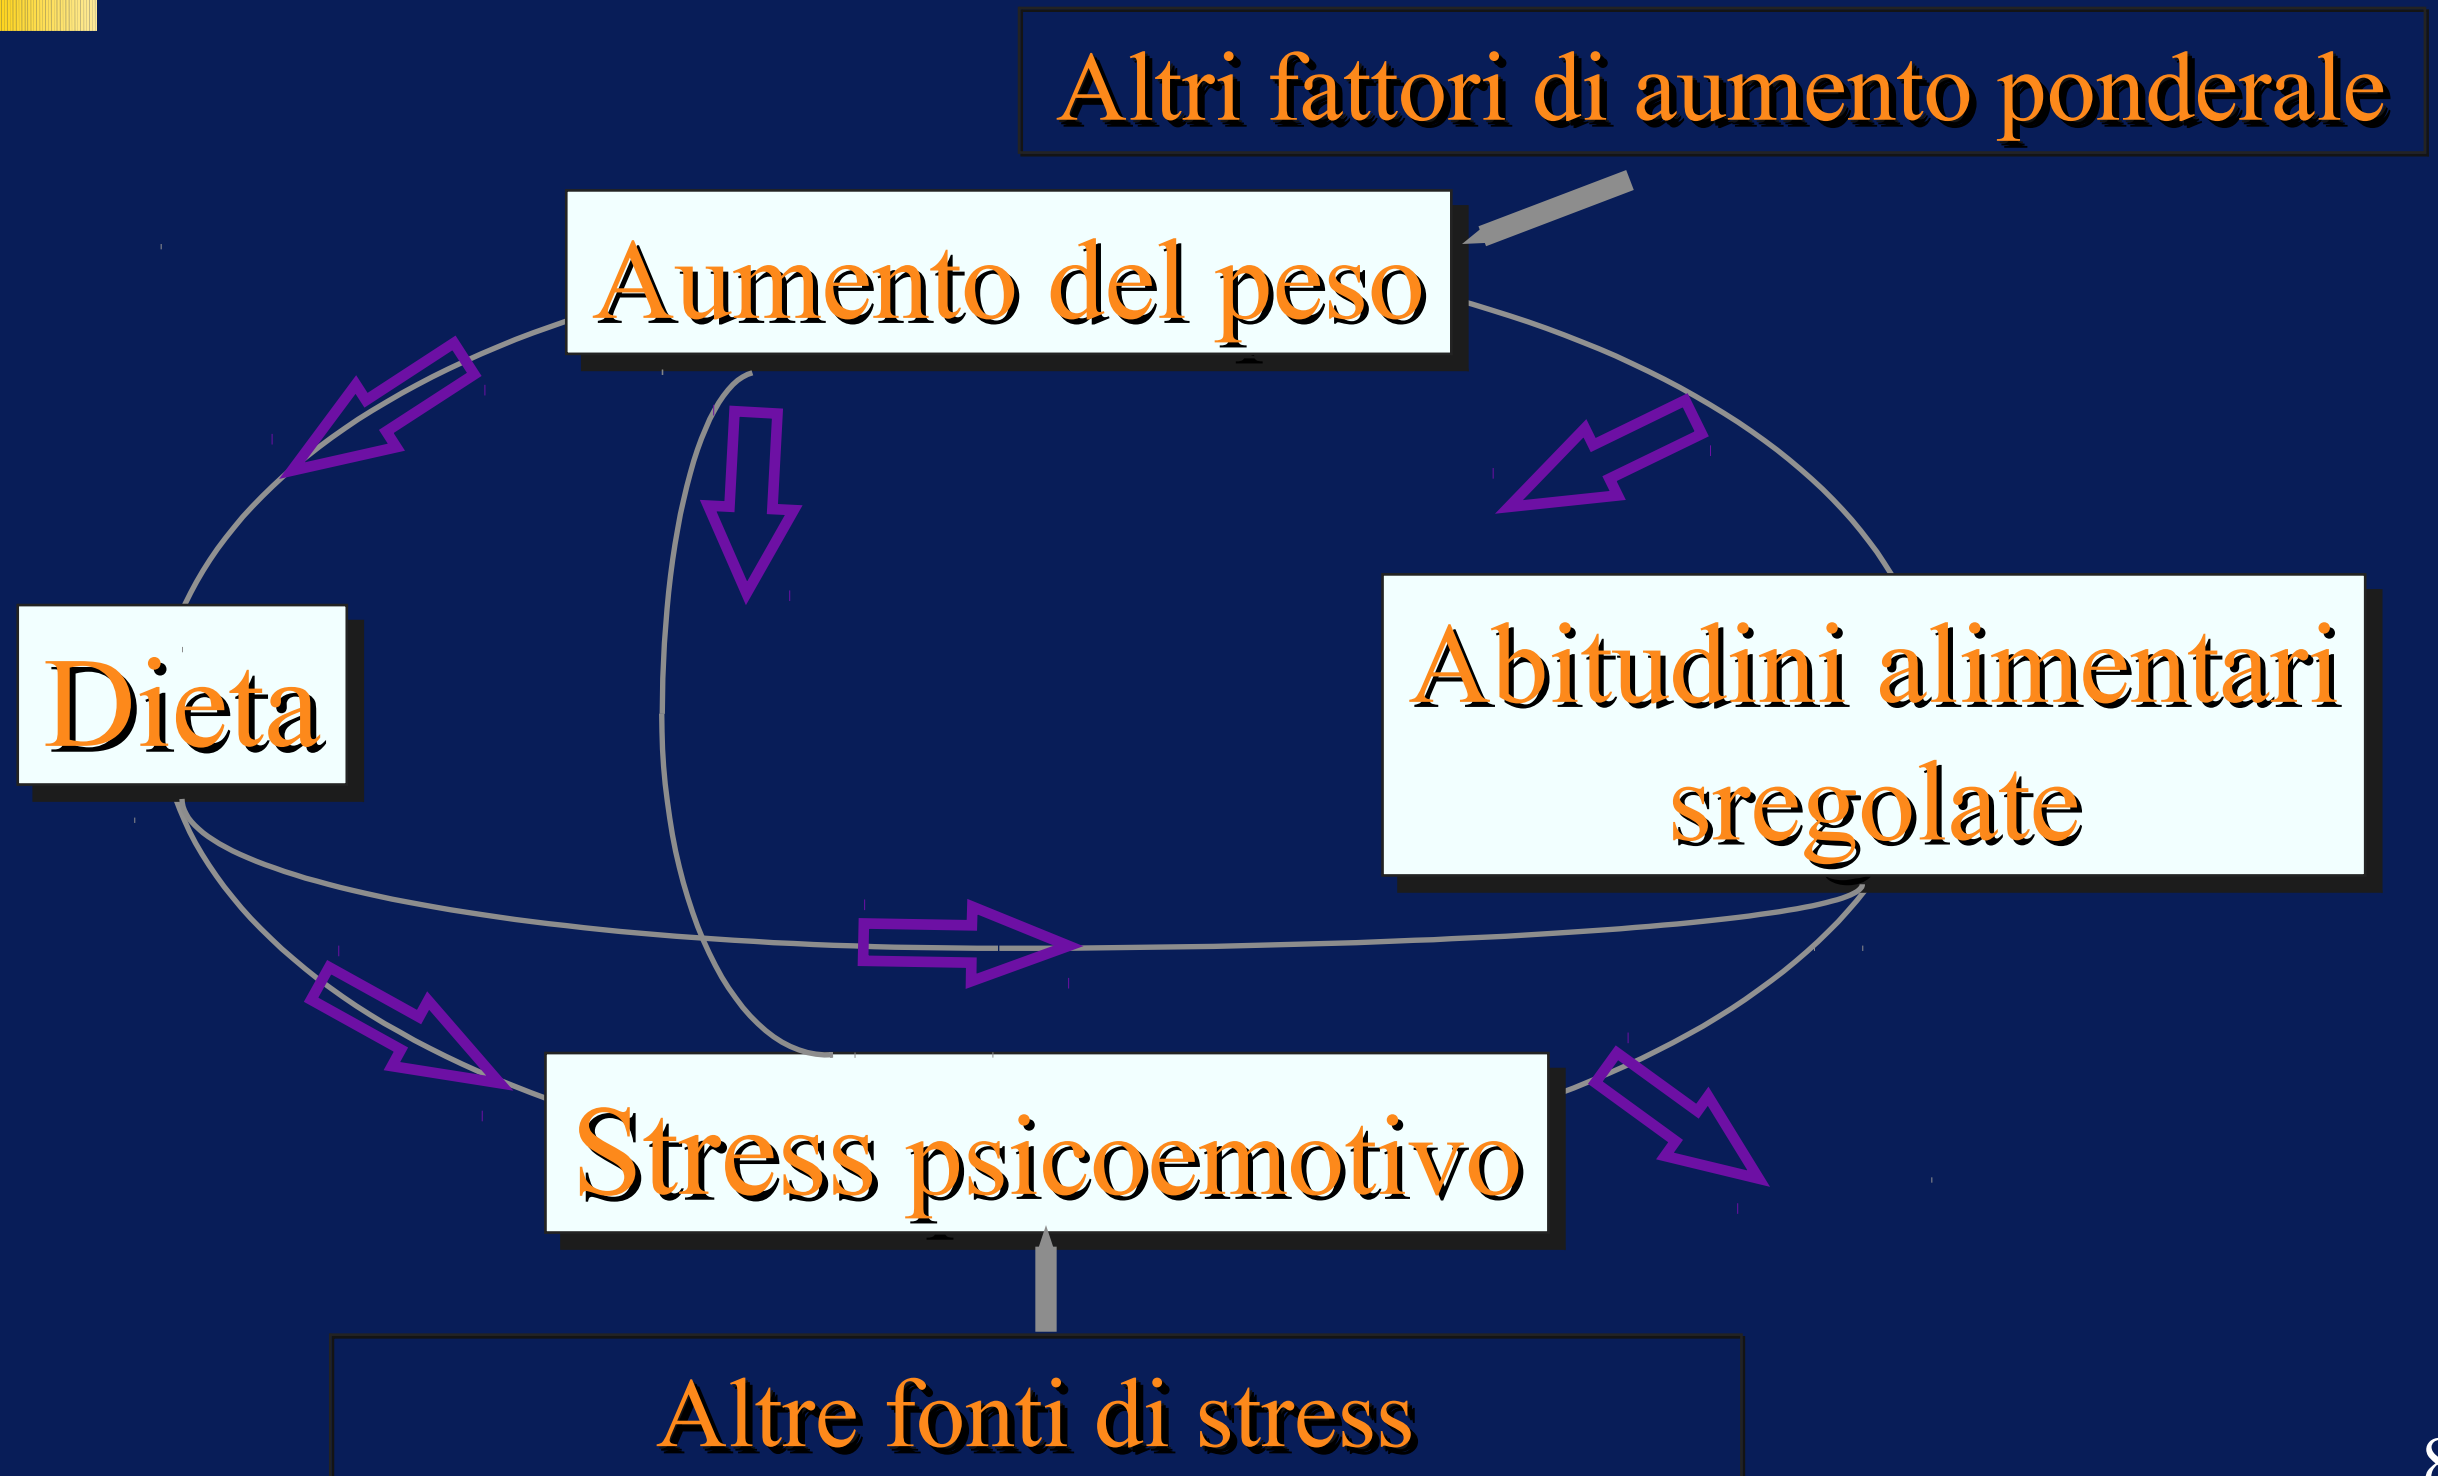 Altri fattori di aumento ponderale
Aumento del peso
Dieta
Abitudini alimentari
sregolate
Stress psicoemotivo
Altre fonti di stress